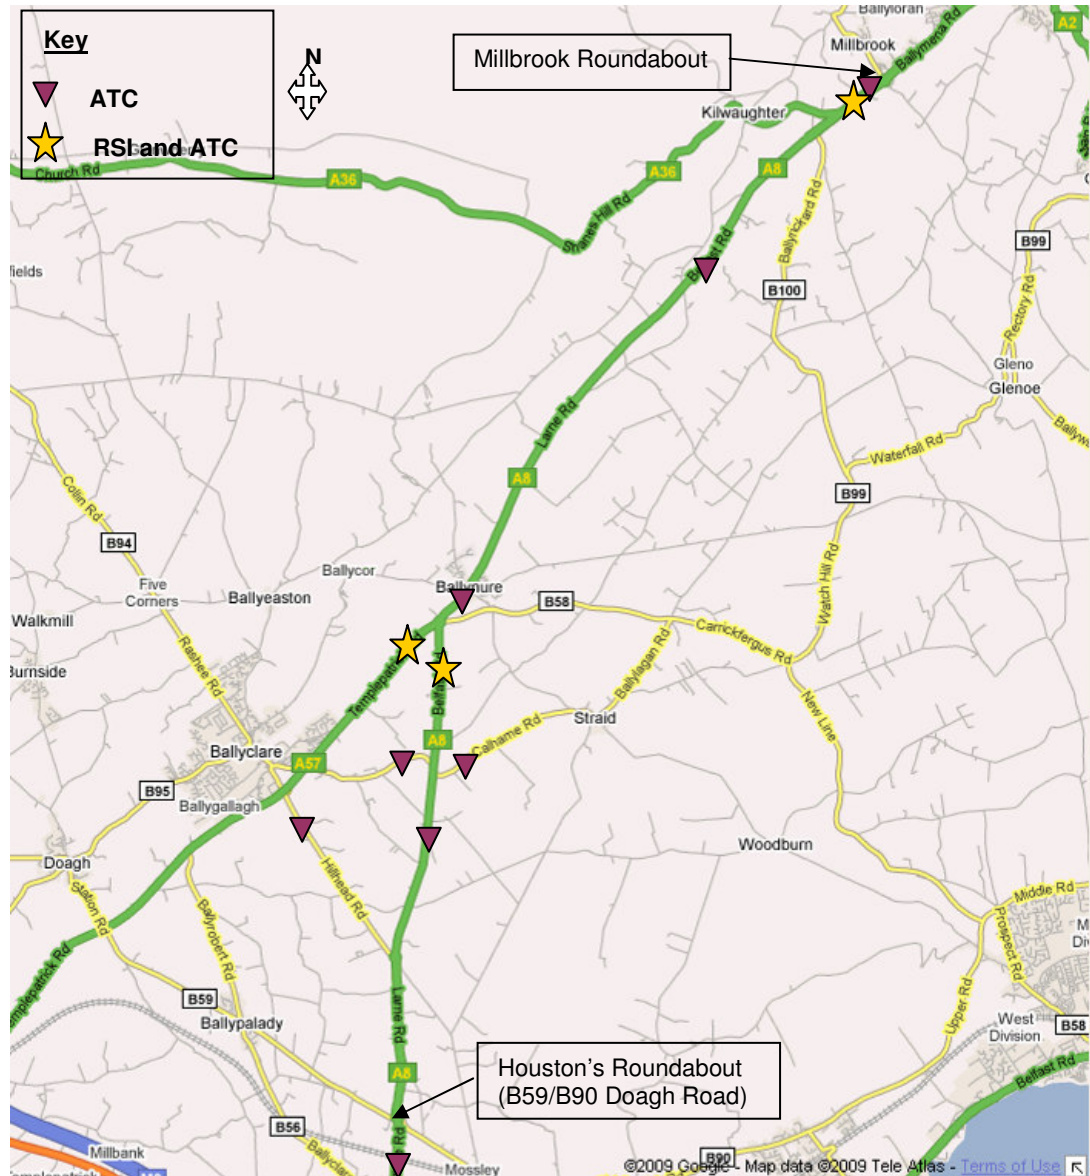 Key
ATC
RSI and ATC
N
Millbrook Roundabout
Ballyloran
Millbrook
Ballymena Rd
A2
Kilwaughter
Church Rd
A36
A36
A8
Shanes Hill Rd
Belfast Rd
Ballyrickard Rd
B99
Rectory Rd
B100
Gleno
Glenoe
Larne Rd
Waterfall Rd
A8
B99
Collin Rd
B94
Ballycor
Ballynure
Five
Corners
Ballyeaston
B58
Watch Hill Rd
Walkmill
Carrickfergus Rd
Ballylagan Rd
Rashee Rd
Templepatrick Rd
New Line
Straid
A8
Calhame Rd
Ballyclare
A57
B95
Ballygallagh
Doagh
Woodburn
Station Rd
Hillhead Rd
Ballyrobert Rd
Middle Rd
Prospect Rd
B59
Ballypalady
Upper Rd
West
Division
B58
Larne Rd
A8
Houston's Roundabout
(B59/B90 Doagh Road)
Belfast Rd
B56
Millbank
Rd
Mossley
B90
©2009 Google - Map data ©2009 Tele Atlas - Terms of Use